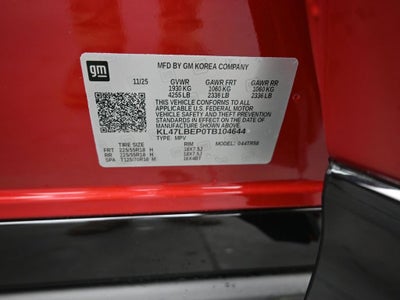 gm
MFD BY GM KOREA COMPANY
11/25 GVWR GAWR FRT GAWR RR
1930 KG 1060 KG 1060 KG
4255 LB 2336 LB 2336 LB
THIS VEHICLE CONFORMS TO ALL
APPLICABLE U.S. FEDERAL MOTOR
VEHICLE SAFETY AND THEFT PREVENTION
STANDARDS IN EFFECT ON THE DATE OF
MANUFACTURE SHOWN ABOVE.
KL47LBEP0TB104644
TYPE: MPV
TIRE SIZE RIM MODEL:
FRT 225/55R18 H 18X7.5J
RR 225/55R18 H 18X7.5J
SPA T125/70R16 M 16X4BT